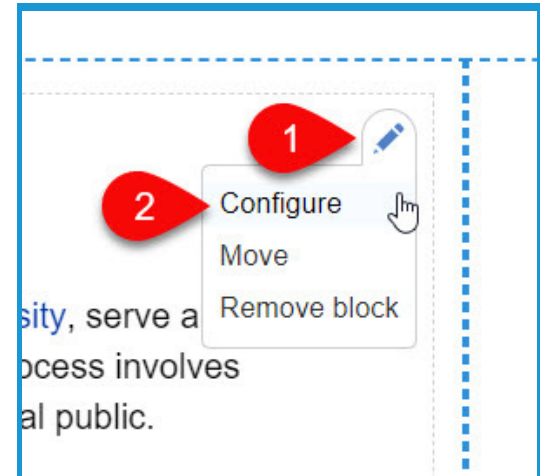 1
2
Configure
Move
Remove block
sity, serve a
ocess involves
al public.